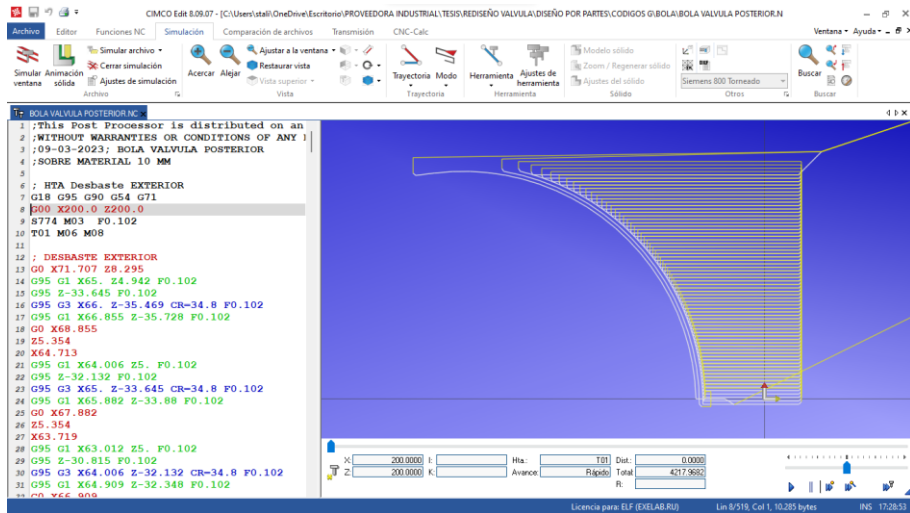 CIMCO Edit 8.09.07 - [C:\Users\stali\OneDrive\Escritorio\PROVEEDORA INDUSTRIAL\TESIS\REDISEÑO VALVULA\DISEÑO POR PARTES\CODIGOS G\BOLA\BOLA VALVULA POSTERIOR.N
Archivo Editor Funciones NC Simulación Comparación de archivos Transmisión CNC-Calc Ventana Ayuda
Simular ventana
Animación sólida
Simular archivo
Cerrar simulación
Ajustes de simulación
Archivo
Acercar Alejar
Ajustar a la ventana
Restaurar vista
Vista superior
Vista
Trayectoria Modo
Trayectoria
Herramienta
Ajustes de herramienta
Herramienta
Modelo sólido
Zoom / Regenerar sólido
Ajustes del sólido
Sólido
Siemens 800 Torneado
Otros
Buscar
Buscar
BOLA VALVULA POSTERIOR.NC
1 ;This Post Processor is distributed on an
2 ;WITHOUT WARRANTIES OR CONDITIONS OF ANY
3 ;09-03-2023; BOLA VALVULA POSTERIOR
4 ;SOBRE MATERIAL 10 MM
5
6 ; HTA Desbaste EXTERIOR
7 G18 G95 G90 G54 G71
8 G00 X200.0 Z200.0
9 S774 M03 F0.102
10 T01 M06 M08
11
12 ; DESBASTE EXTERIOR
13 G0 X71.707 Z8.295
14 G95 G1 X65. Z4.942 F0.102
15 G95 Z-33.645 F0.102
16 G95 G3 X66. Z-35.469 CR=34.8 F0.102
17 G95 G1 X66.855 Z-35.728 F0.102
18 G0 X68.855
19 Z5.354
20 X64.713
21 G95 G1 X64.006 Z5. F0.102
22 G95 Z-32.132 F0.102
23 G95 G3 X65. Z-33.645 CR=34.8 F0.102
24 G95 G1 X65.882 Z-33.88 F0.102
25 G0 X67.882
26 Z5.354
27 X63.719
28 G95 G1 X63.012 Z5. F0.102
29 G95 Z-30.815 F0.102
30 G95 G3 X64.006 Z-32.132 CR=34.8 F0.102
31 G95 G1 X64.909 Z-32.348 F0.102
32 G0 X66.909
X: 200.0000 I: Hta.: T01 Dist: 0.0000
Z: 200.0000 K: Avance: Rápido Total: 4217.9682
R:
Licencia para: ELF (EXELAB.RU) Lin 8/519, Col 1, 10.285 bytes INS 17:28:53